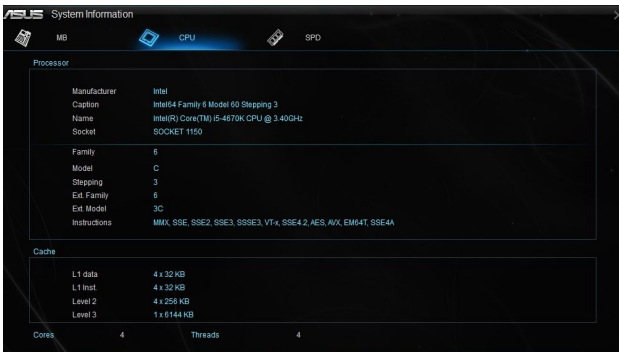 ASUS System Information
MB CPU SPD
Processor
Manufacturer Intel
Caption Intel64 Family 6 Model 60 Stepping 3
Name Intel(R) Core(TM) i5-4670K CPU @ 3.40GHz
Socket SOCKET 1150
Family 6
Model C
Stepping 3
Ext. Family 6
Ext. Model 3C
Instructions MMX, SSE, SSE2, SSE3, SSSE3, VT-x, SSE4.2, AES, AVX, EM64T, SSE4A
Cache
L1 data 4 x 32 KB
L1 Inst. 4 x 32 KB
Level 2 4 x 256 KB
Level 3 1 x 6144 KB
Cores 4 Threads 4